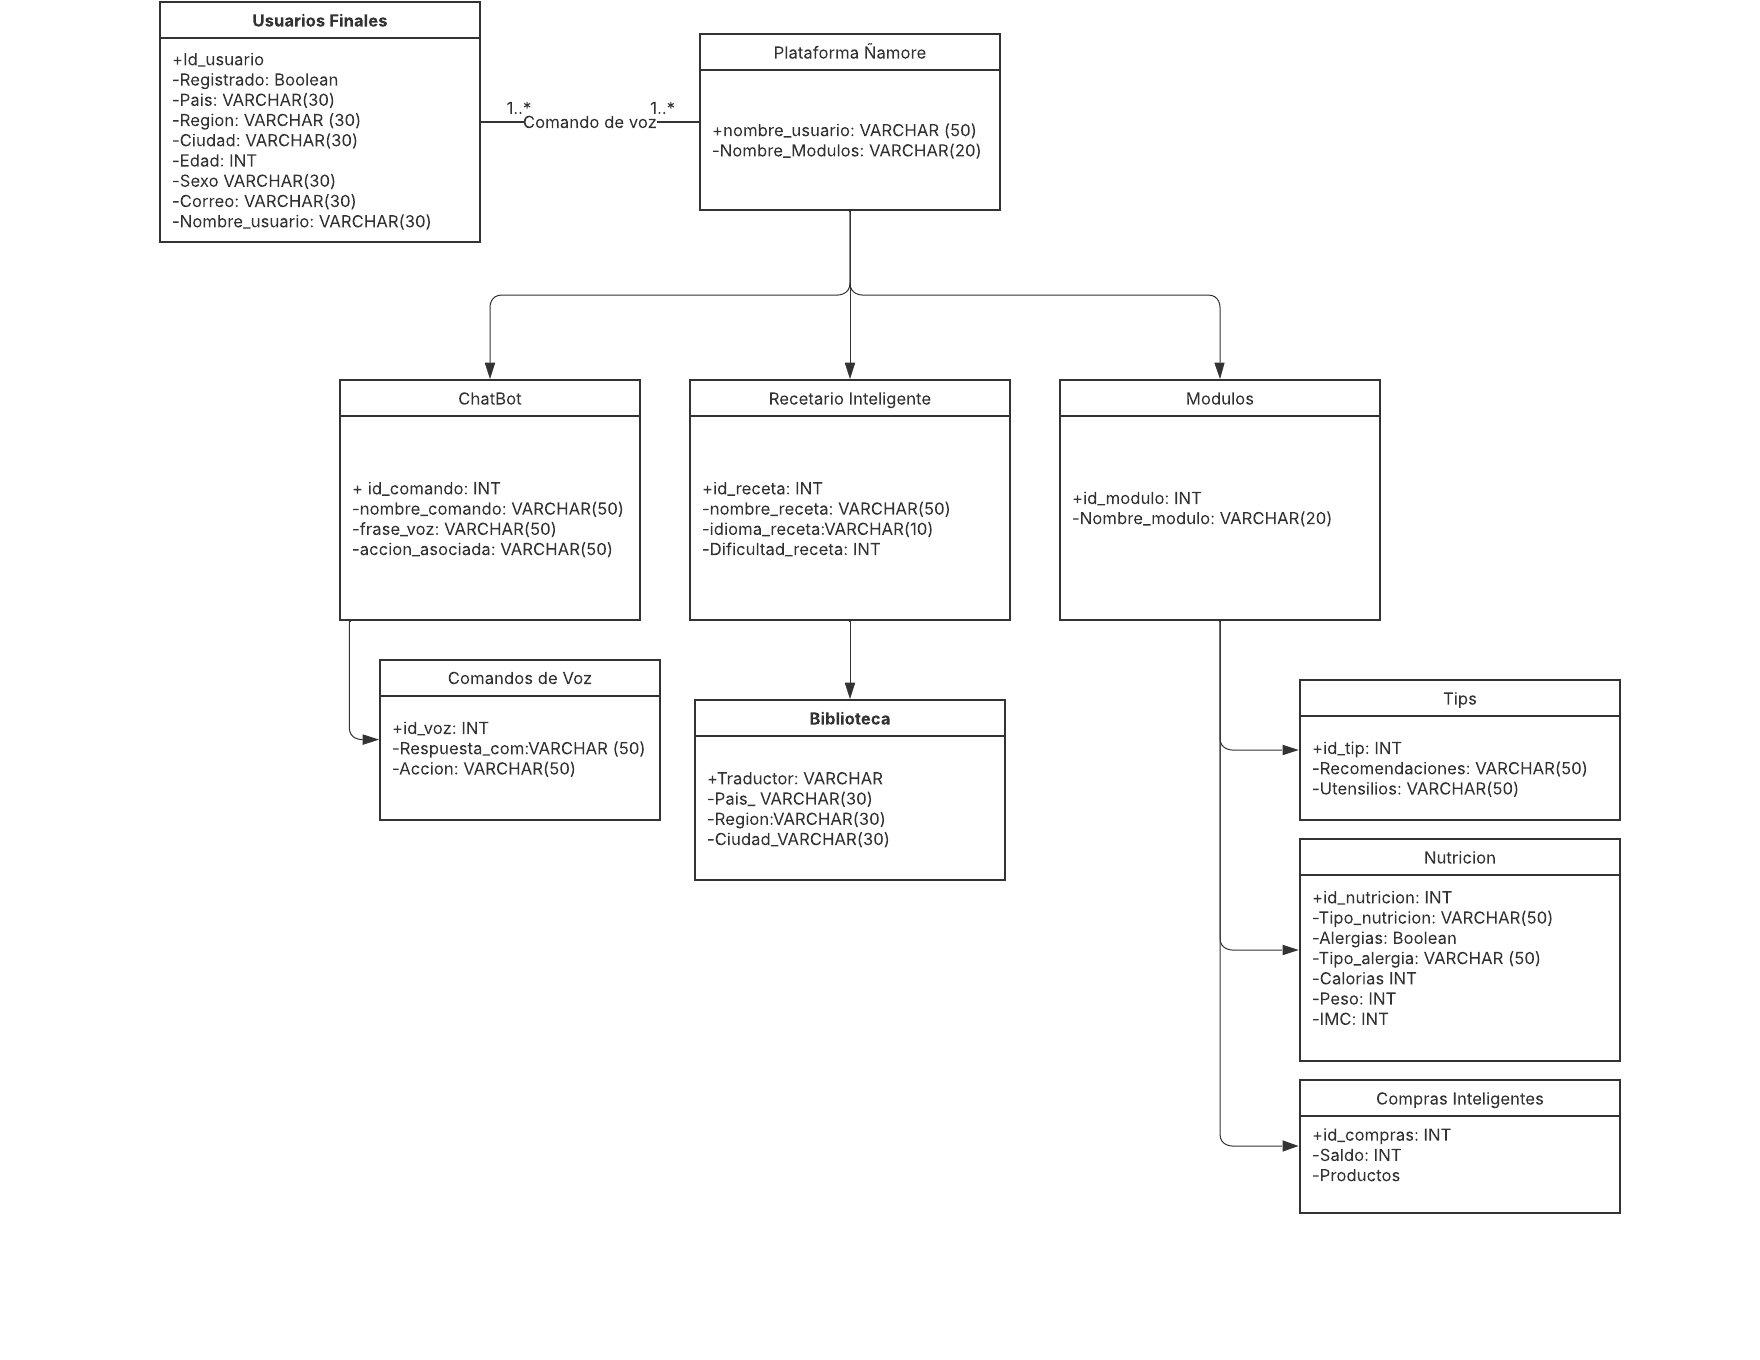 Usuarios Finales
+Id_usuario
-Registrado: Boolean
-Pais: VARCHAR(30)
-Region: VARCHAR (30)
-Ciudad: VARCHAR(30)
-Edad: INT
-Sexo VARCHAR(30)
-Correo: VARCHAR(30)
-Nombre_usuario: VARCHAR(30)
1..*
Comando de voz
1..*
Plataforma Ñamore
+nombre_usuario: VARCHAR (50)
-Nombre_Modulos: VARCHAR(20)
ChatBot
+ id_comando: INT
-nombre_comando: VARCHAR(50)
-frase_voz: VARCHAR(50)
-accion_asociada: VARCHAR(50)
Recetario Inteligente
+id_receta: INT
-nombre_receta: VARCHAR(50)
-idioma_receta:VARCHAR(10)
-Dificultad_receta: INT
Modulos
+id_modulo: INT
-Nombre_modulo: VARCHAR(20)
Comandos de Voz
+id_voz: INT
-Respuesta_com:VARCHAR (50)
-Accion: VARCHAR(50)
Biblioteca
+Traductor: VARCHAR
-Pais_ VARCHAR(30)
-Region:VARCHAR(30)
-Ciudad_VARCHAR(30)
Tips
+id_tip: INT
-Recomendaciones: VARCHAR(50)
-Utensilios: VARCHAR(50)
Nutricion
+id_nutricion: INT
-Tipo_nutricion: VARCHAR(50)
-Alergias: Boolean
-Tipo_alergia: VARCHAR (50)
-Calorias INT
-Peso: INT
-IMC: INT
Compras Inteligentes
+id_compras: INT
-Saldo: INT
-Productos